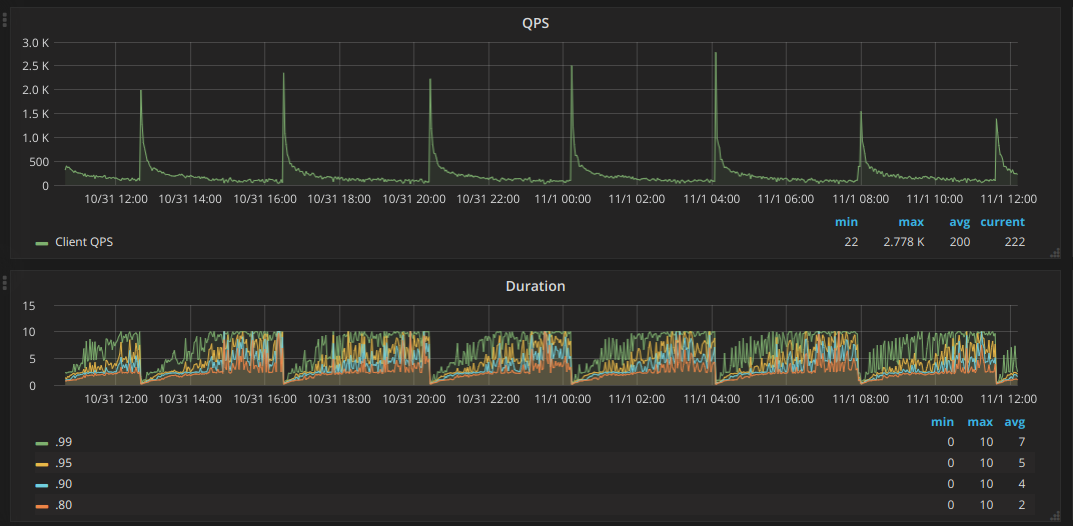 QPS
3.0 K
2.5 K
2.0 K
1.5 K
1.0 K
500
0
10/31 12:00 10/31 14:00 10/31 16:00 10/31 18:00 10/31 20:00 10/31 22:00 11/1 00:00 11/1 02:00 11/1 04:00 11/1 06:00 11/1 08:00 11/1 10:00 11/1 12:00
min max avg current
Client QPS 22 2.778 K 200 222
Duration
15
10
5
0
10/31 12:00 10/31 14:00 10/31 16:00 10/31 18:00 10/31 20:00 10/31 22:00 11/1 00:00 11/1 02:00 11/1 04:00 11/1 06:00 11/1 08:00 11/1 10:00 11/1 12:00
min max avg
.99 0 10 7
.95 0 10 5
.90 0 10 4
.80 0 10 2